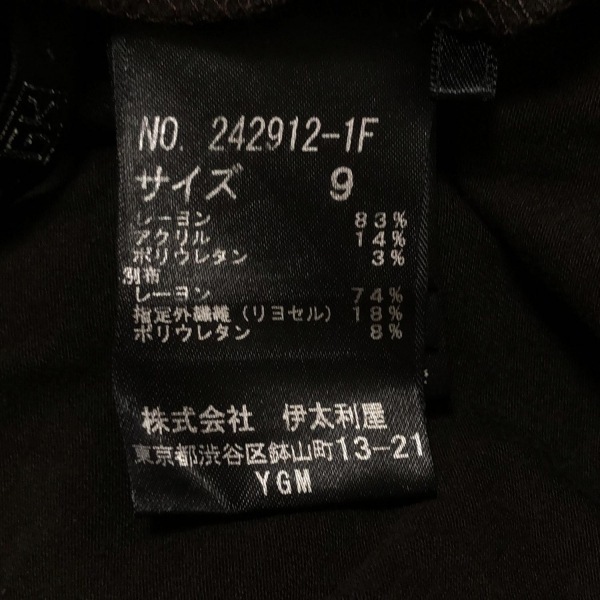 NO. 242912-1F
サイズ 9
レーヨン 83%
アクリル 14%
ポリウレタン 3%
別布
レーヨン 74%
指定外繊維(リヨセル) 18%
ポリウレタン 8%
株式会社 伊太利屋
東京都渋谷区鉢山町13-21
YGM